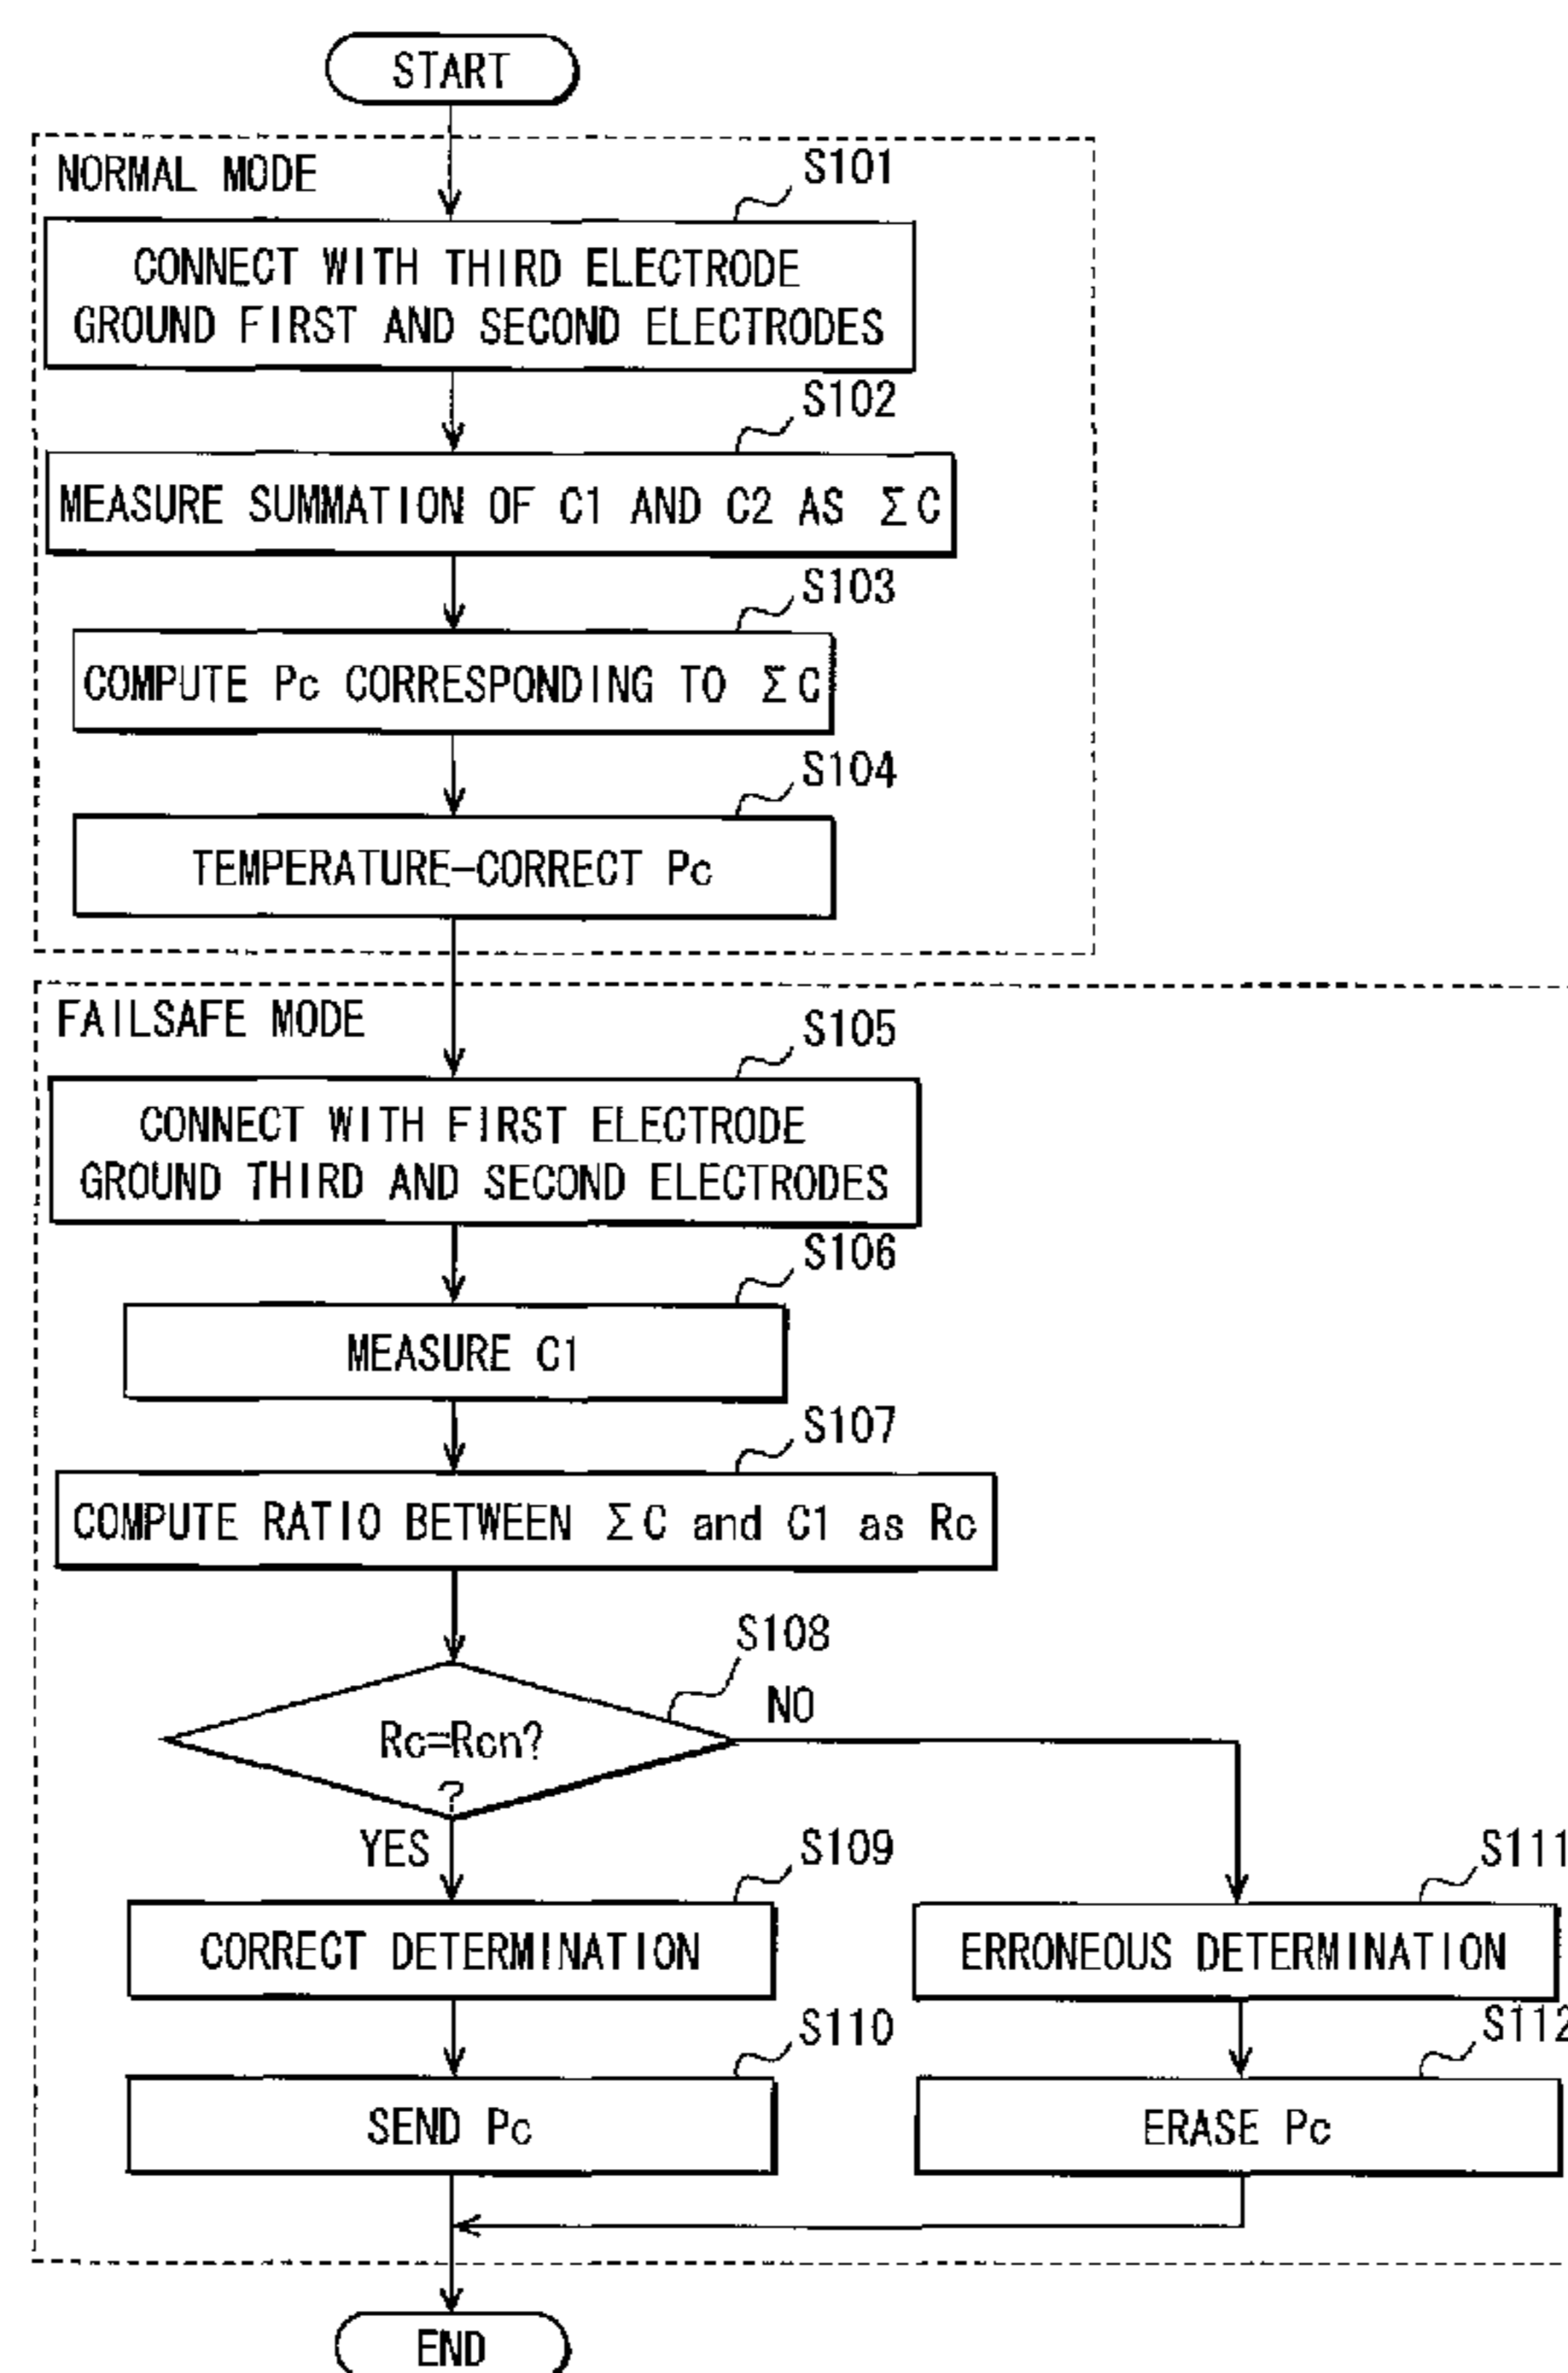 START
NORMAL MODE
S101
CONNECT WITH THIRD ELECTRODE
GROUND FIRST AND SECOND ELECTRODES
S102
MEASURE SUMMATION OF C1 AND C2 AS ΣC
S103
COMPUTE Pc CORRESPONDING TO ΣC
S104
TEMPERATURE-CORRECT Pc
FAILSAFE MODE
S105
CONNECT WITH FIRST ELECTRODE
GROUND THIRD AND SECOND ELECTRODES
S106
MEASURE C1
S107
COMPUTE RATIO BETWEEN ΣC and C1 as Rc
S108
Rc=Rcn?
?
NO
YES
S109
CORRECT DETERMINATION
S111
ERRONEOUS DETERMINATION
S110
SEND Pc
S112
ERASE Pc
END